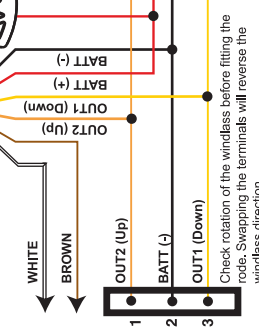 BATT (-)
BATT (+)
OUT1 (Down)
OUT2 (Up)
WHITE
BROWN
OUT2 (Up)
BATT (-)
OUT1 (Down)
1
2
3
Check rotation of the windlass before fitting the
rode. Swapping the terminals will reverse the
windlass direction